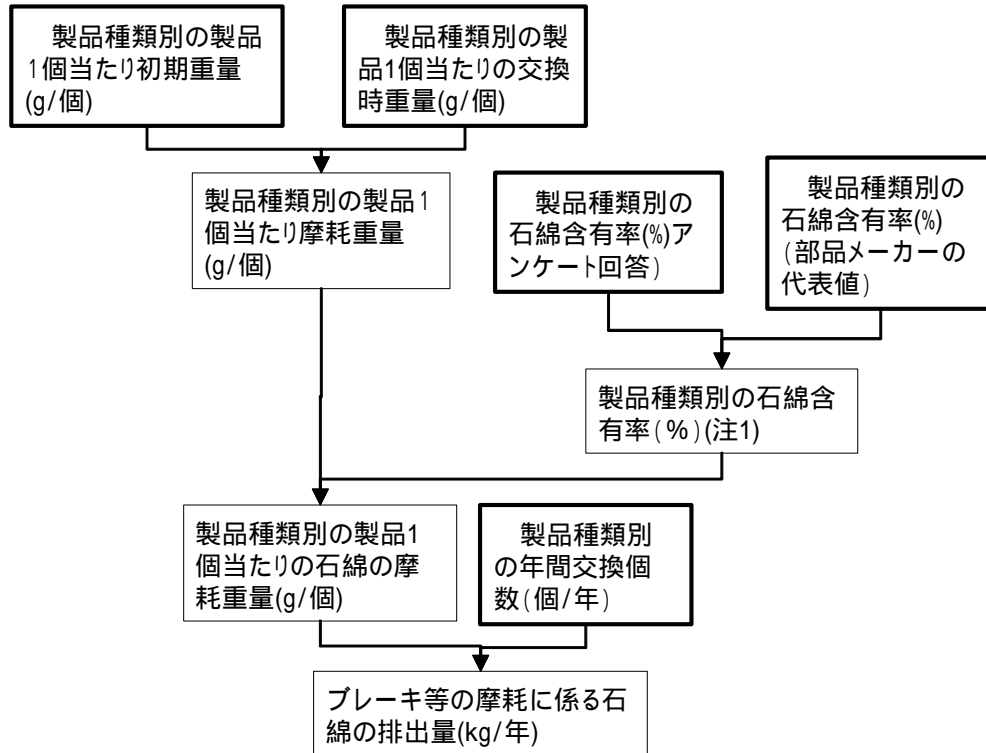 製品種類別の製品
1個当たり初期重量
(g/個)
製品種類別の製
品1個当たりの交換
時重量(g/個)
製品種類別の製品1
個当たり摩耗重量
(g/個)
製品種類別の
石綿含有率(%)ア
ンケート回答)
製品種類別の
石綿含有率(%)
(部品メーカーの
代表値)
製品種類別の石綿含
有率(%)(注1)
製品種類別の製品1
個当たりの石綿の摩
耗重量(g/個)
製品種類別
の年間交換個
数(個/年)
ブレーキ等の摩耗に係る石
綿の排出量(kg/年)